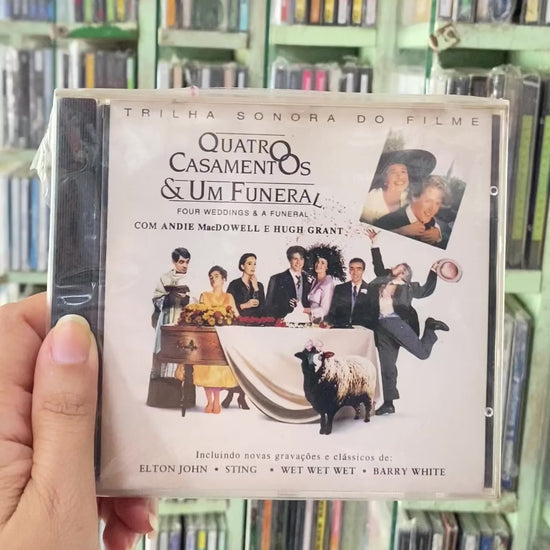 TRILHA SONORA DO FILME
QUATRO
CASAMENTOS
& UM FUNERAL
FOUR WEDDINGS & A FUNERAL
COM ANDIE MacDOWELL E HUGH GRANT
Incluindo novas gravações e clássicos de:
ELTON JOHN • STING • WET WET WET • BARRY WHITE